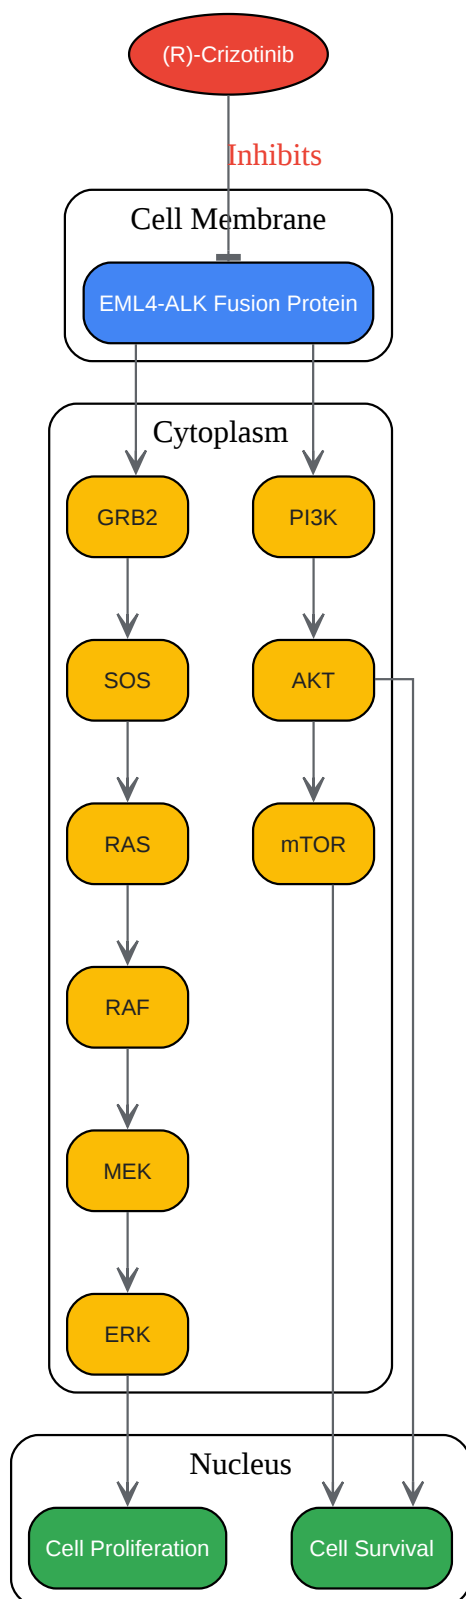 (R)-Crizotinib
Inhibits
Cell Membrane
EML4-ALK Fusion Protein
Cytoplasm
GRB2
PI3K
SOS
AKT
RAS
mTOR
RAF
MEK
ERK
Nucleus
Cell Proliferation
Cell Survival